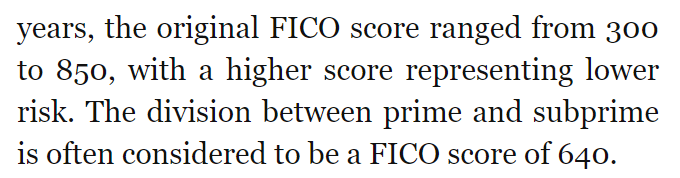 years, the original FICO score ranged from 300
to 850, with a higher score representing lower
risk. The division between prime and subprime
is often considered to be a FICO score of 640.